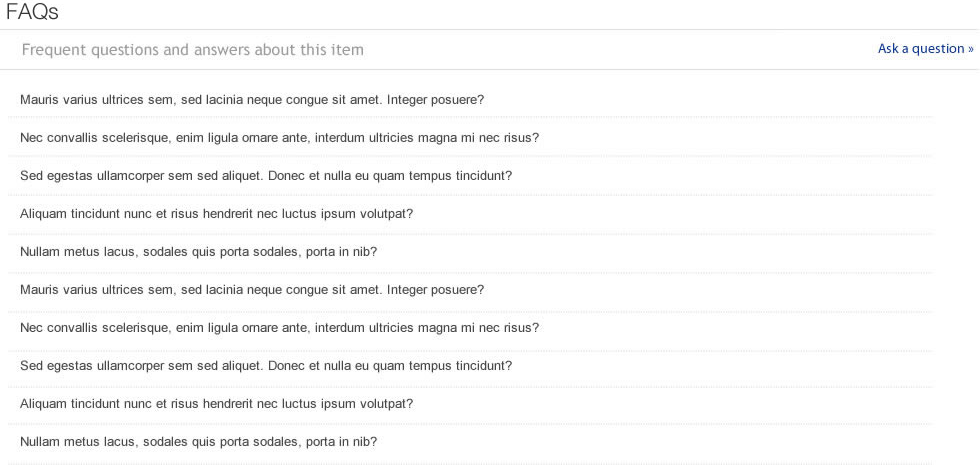 FAQs
Frequent questions and answers about this item
Ask a question »
Mauris varius ultrices sem, sed lacinia neque congue sit amet. Integer posuere?
Nec convallis scelerisque, enim ligula ornare ante, interdum ultricies magna mi nec risus?
Sed egestas ullamcorper sem sed aliquet. Donec et nulla eu quam tempus tincidunt?
Aliquam tincidunt nunc et risus hendrerit nec luctus ipsum volutpat?
Nullam metus lacus, sodales quis porta sodales, porta in nib?
Mauris varius ultrices sem, sed lacinia neque congue sit amet. Integer posuere?
Nec convallis scelerisque, enim ligula ornare ante, interdum ultricies magna mi nec risus?
Sed egestas ullamcorper sem sed aliquet. Donec et nulla eu quam tempus tincidunt?
Aliquam tincidunt nunc et risus hendrerit nec luctus ipsum volutpat?
Nullam metus lacus, sodales quis porta sodales, porta in nib?